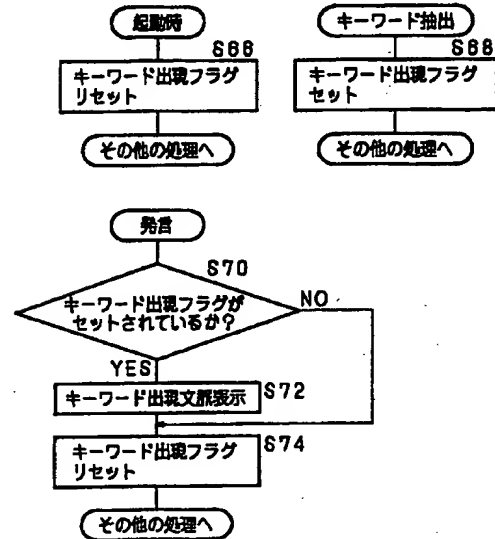 起動時
S66
キーワード出現フラグ
リセット
その他の処理へ
キーワード抽出
S68
キーワード出現フラグ
セット
その他の処理へ
発言
S70
キーワード出現フラグが
セットされているか？
NO
YES
キーワード出現文脈表示
S72
S74
キーワード出現フラグ
リセット
その他の処理へ